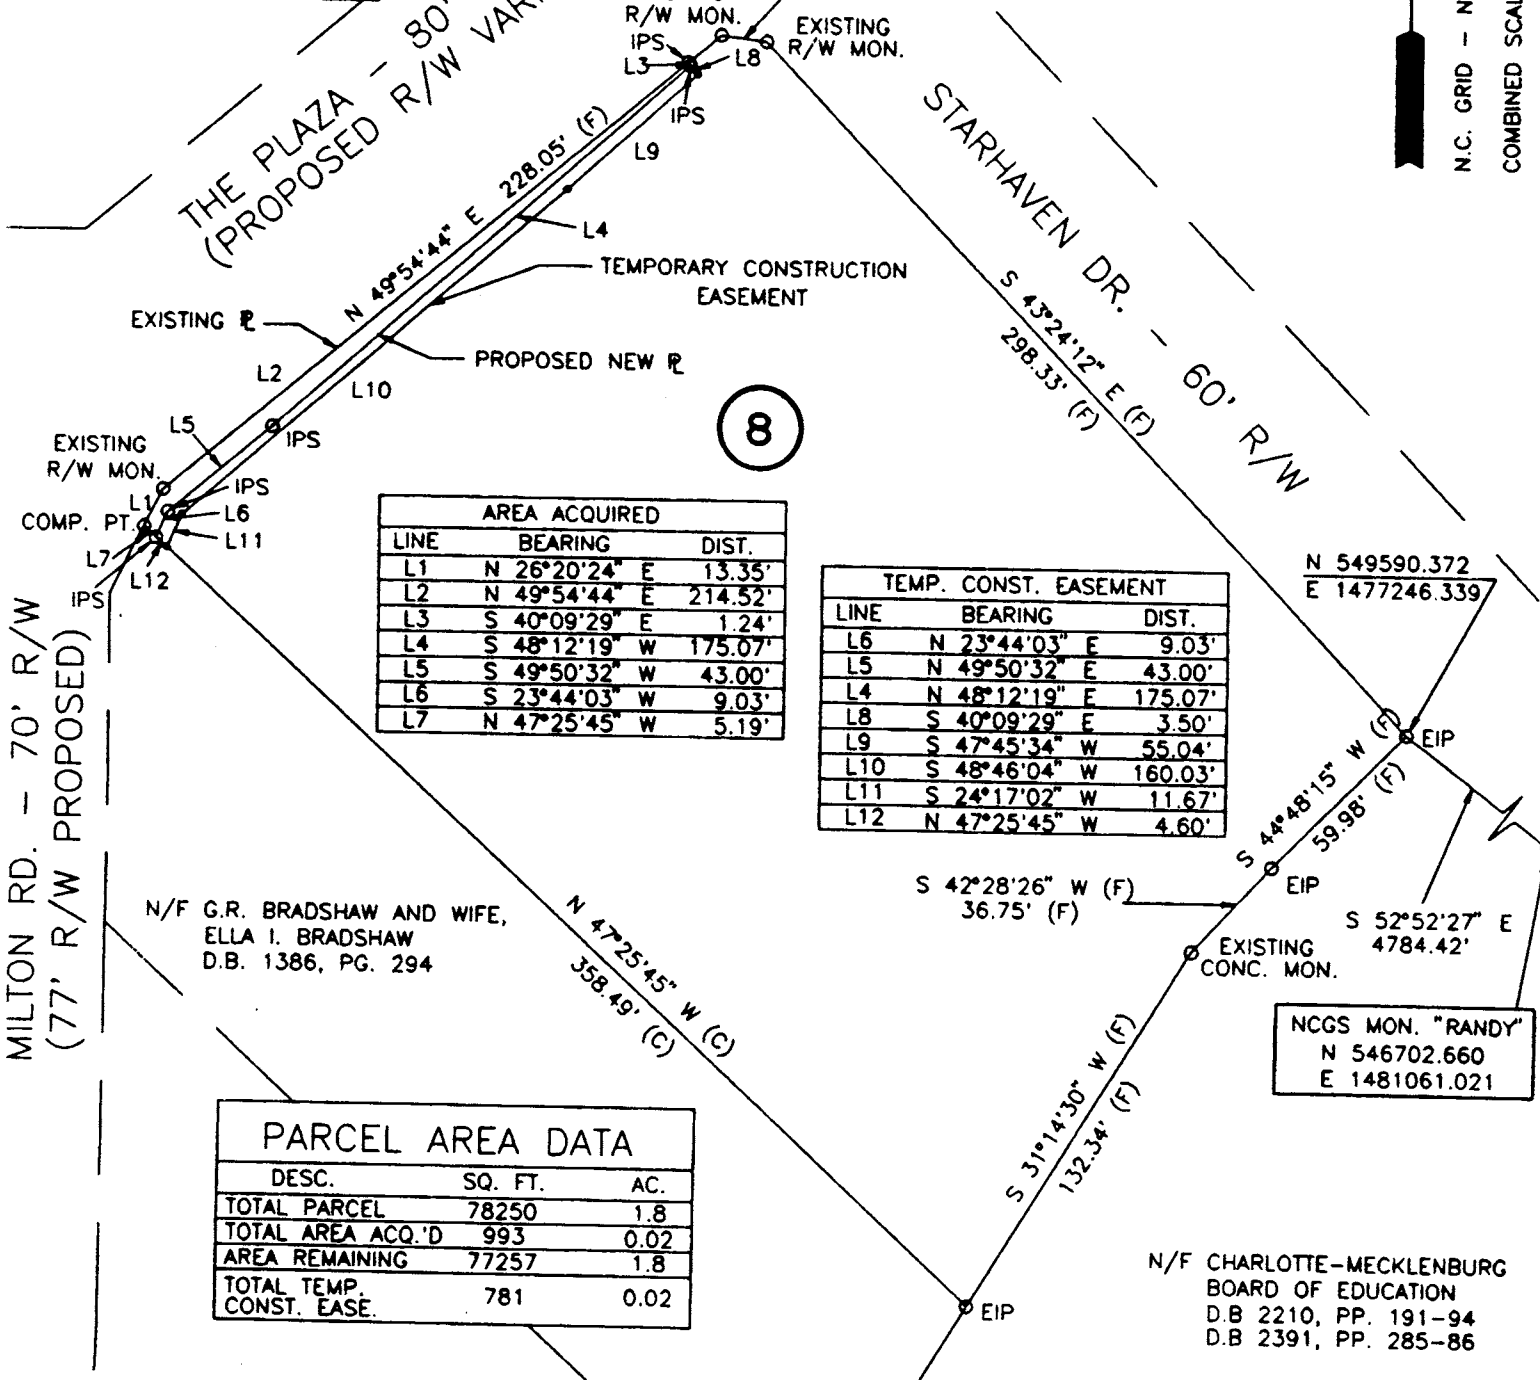 THE PLAZA - 80'
(PROPOSED R/W VAR
R/W MON.
EXISTING
R/W MON.
IPS
L3
L8
IPS
L9
N 49°54'44" E 228.05' (F)
L4
TEMPORARY CONSTRUCTION
EASEMENT
EXISTING ⅊
PROPOSED NEW ⅊
L2
L10
L5
IPS
EXISTING
R/W MON.
L1
IPS
COMP. PT.
L6
L7
L11
L12
IPS
8
STARHAVEN DR. - 60' R/W
S 43°24'12" E (F)
298.33' (F)
N.C. GRID - N
COMBINED SCAL
AREA ACQUIRED
LINE BEARING DIST.
L1 N 26°20'24" E 13.35'
L2 N 49°54'44" E 214.52'
L3 S 40°09'29" E 1.24'
L4 S 48°12'19" W 175.07'
L5 S 49°50'32" W 43.00'
L6 S 23°44'03" W 9.03'
L7 N 47°25'45" W 5.19'
TEMP. CONST. EASEMENT
LINE BEARING DIST.
L6 N 23°44'03" E 9.03'
L5 N 49°50'32" E 43.00'
L4 N 48°12'19" E 175.07'
L8 S 40°09'29" E 3.50'
L9 S 47°45'34" W 55.04'
L10 S 48°46'04" W 160.03'
L11 S 24°17'02" W 11.67'
L12 N 47°25'45" W 4.60'
N 549590.372
E 1477246.339
EIP
S 44°48'15" W (F)
59.98' (F)
EIP
S 42°28'26" W (F)
36.75' (F)
S 52°52'27" E
4784.42'
EXISTING
CONC. MON.
NCGS MON. "RANDY"
N 546702.660
E 1481061.021
MILTON RD. - 70' R/W
(77' R/W PROPOSED)
N/F G.R. BRADSHAW AND WIFE,
ELLA I. BRADSHAW
D.B. 1386, PG. 294
N 47°25'45" W (C)
358.49' (C)
S 31°14'30" W (F)
132.34' (F)
EIP
PARCEL AREA DATA
DESC. SQ. FT. AC.
TOTAL PARCEL 78250 1.8
TOTAL AREA ACQ.'D 993 0.02
AREA REMAINING 77257 1.8
TOTAL TEMP.
CONST. EASE. 781 0.02
N/F CHARLOTTE-MECKLENBURG
BOARD OF EDUCATION
D.B 2210, PP. 191-94
D.B 2391, PP. 285-86